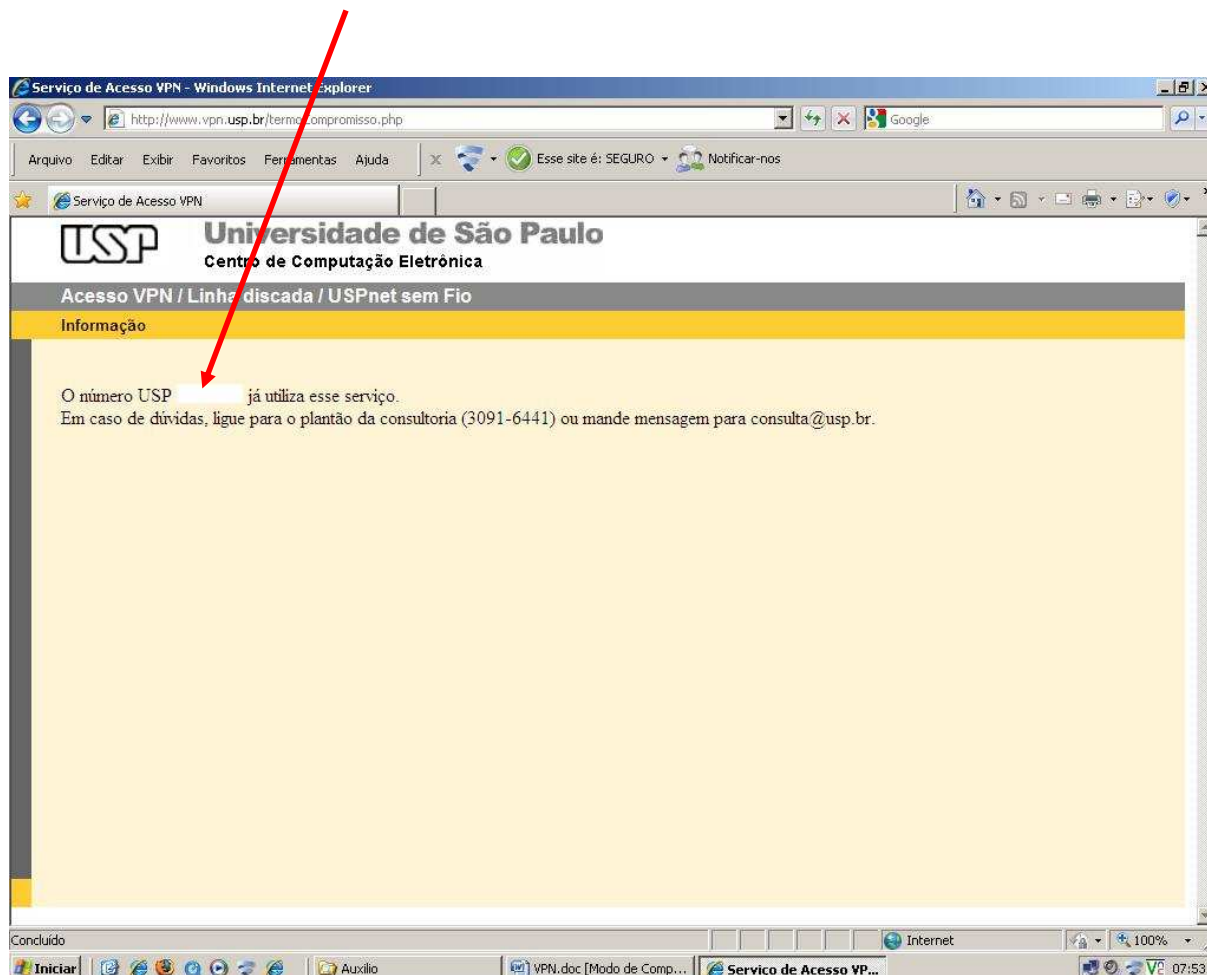 Serviço de Acesso VPN - Windows Internet Explorer
http://www.vpn.usp.br/termocompromisso.php
Google
Arquivo Editar Exibir Favoritos Ferramentas Ajuda
Esse site é: SEGURO
Notificar-nos
Serviço de Acesso VPN
USP
Universidade de São Paulo
Centro de Computação Eletrônica
Acesso VPN / Linha discada / USPnet sem Fio
Informação
O número USP já utiliza esse serviço.
Em caso de dúvidas, ligue para o plantão da consultoria (3091-6441) ou mande mensagem para consulta@usp.br.
Concluído
Internet
100%
Iniciar
Auxilio
VPN.doc [Modo de Comp...
Serviço de Acesso VP...
07:53